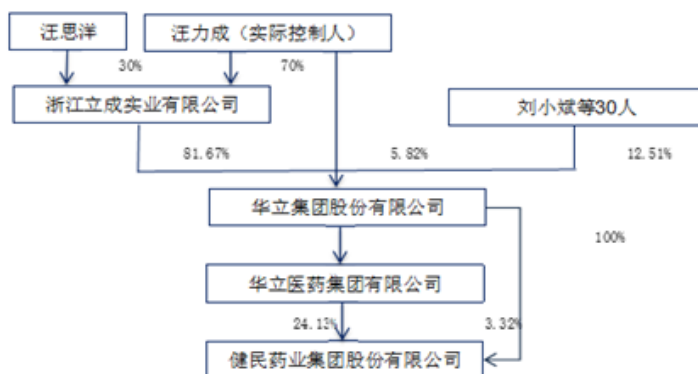 汪思洋
汪力成（实际控制人）
30%
70%
浙江立成实业有限公司
刘小斌等30人
81.67%
5.82%
12.51%
华立集团股份有限公司
100%
华立医药集团有限公司
24.13%
3.32%
健民药业集团股份有限公司